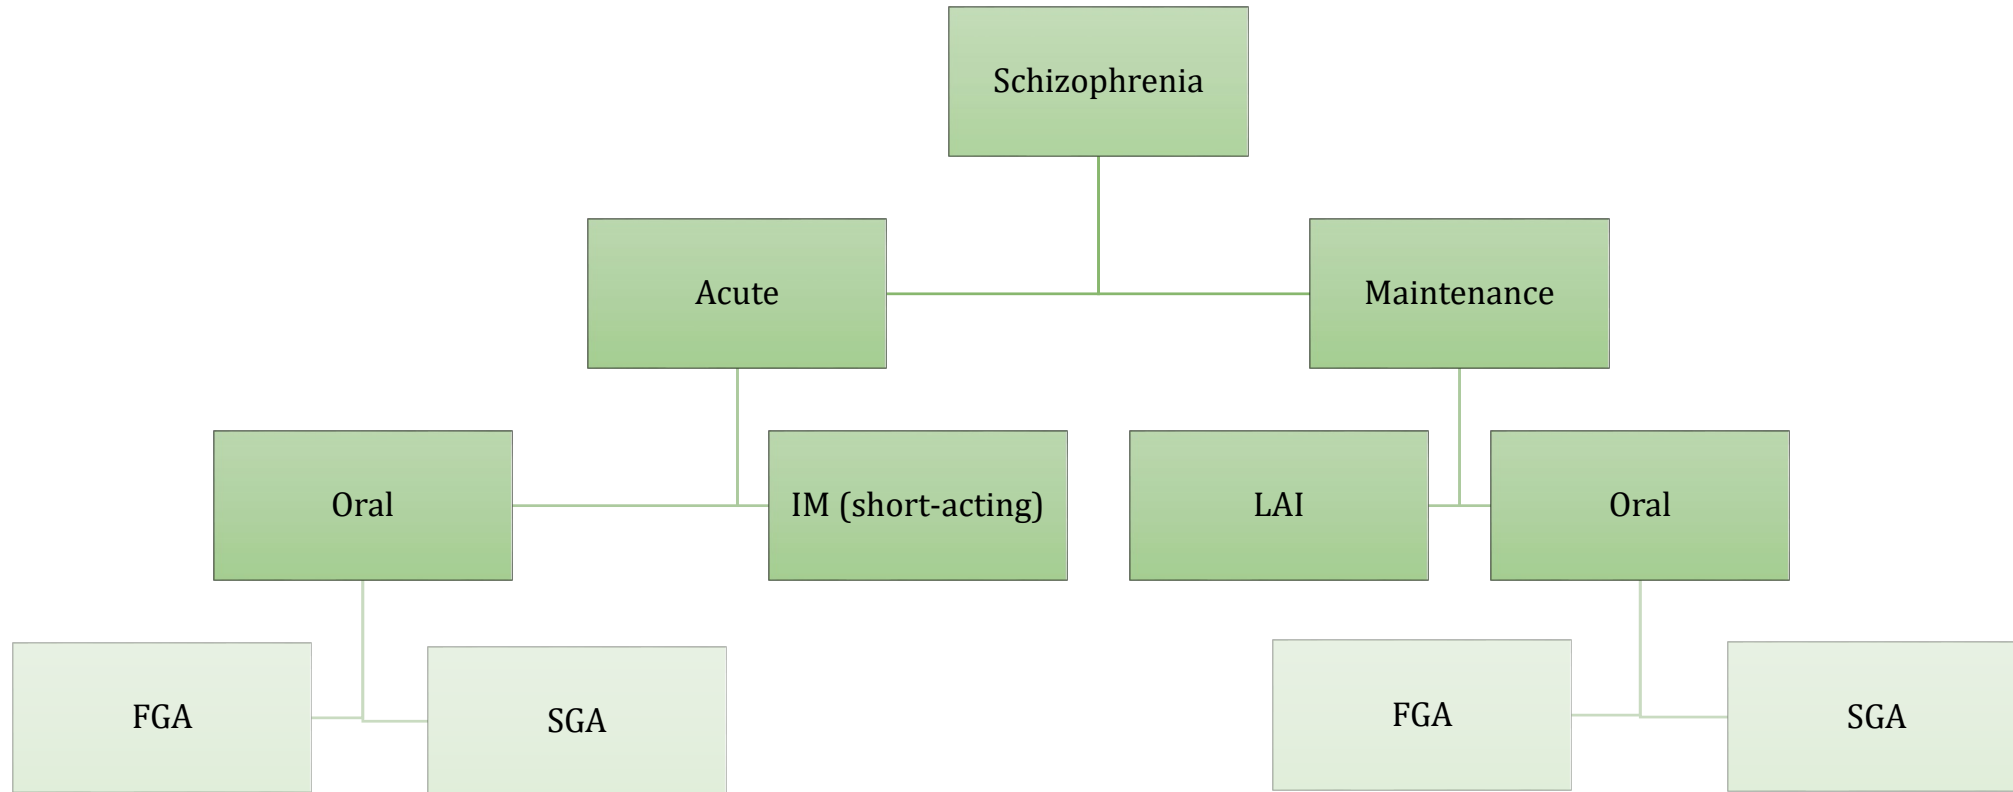 Schizophrenia
Acute
Maintenance
Oral
IM (short-acting)
LAI
Oral
FGA
SGA
FGA
SGA